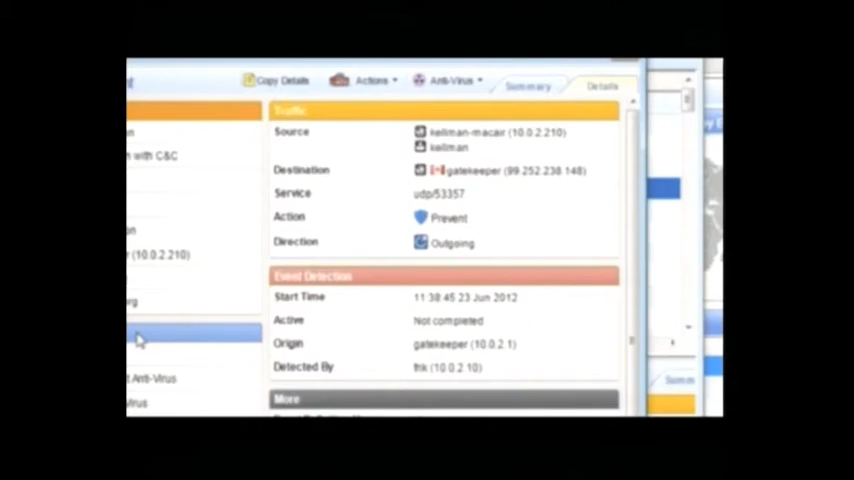 Copy Details
Actions
Anti-Virus
Summary
Details
Traffic
with C&C
Source
kellman-macair (10.0.2.210)
kellman
Destination
gatekeeper (99.252.238.148)
Service
udp/53357
Action
Prevent
(10.0.2.210)
Direction
Outgoing
Event Detection
Start Time
11:38:45 23 Jun 2012
Active
Not completed
Origin
gatekeeper (10.0.2.1)
Detected By
(10.0.2.10)
Anti-Virus
More